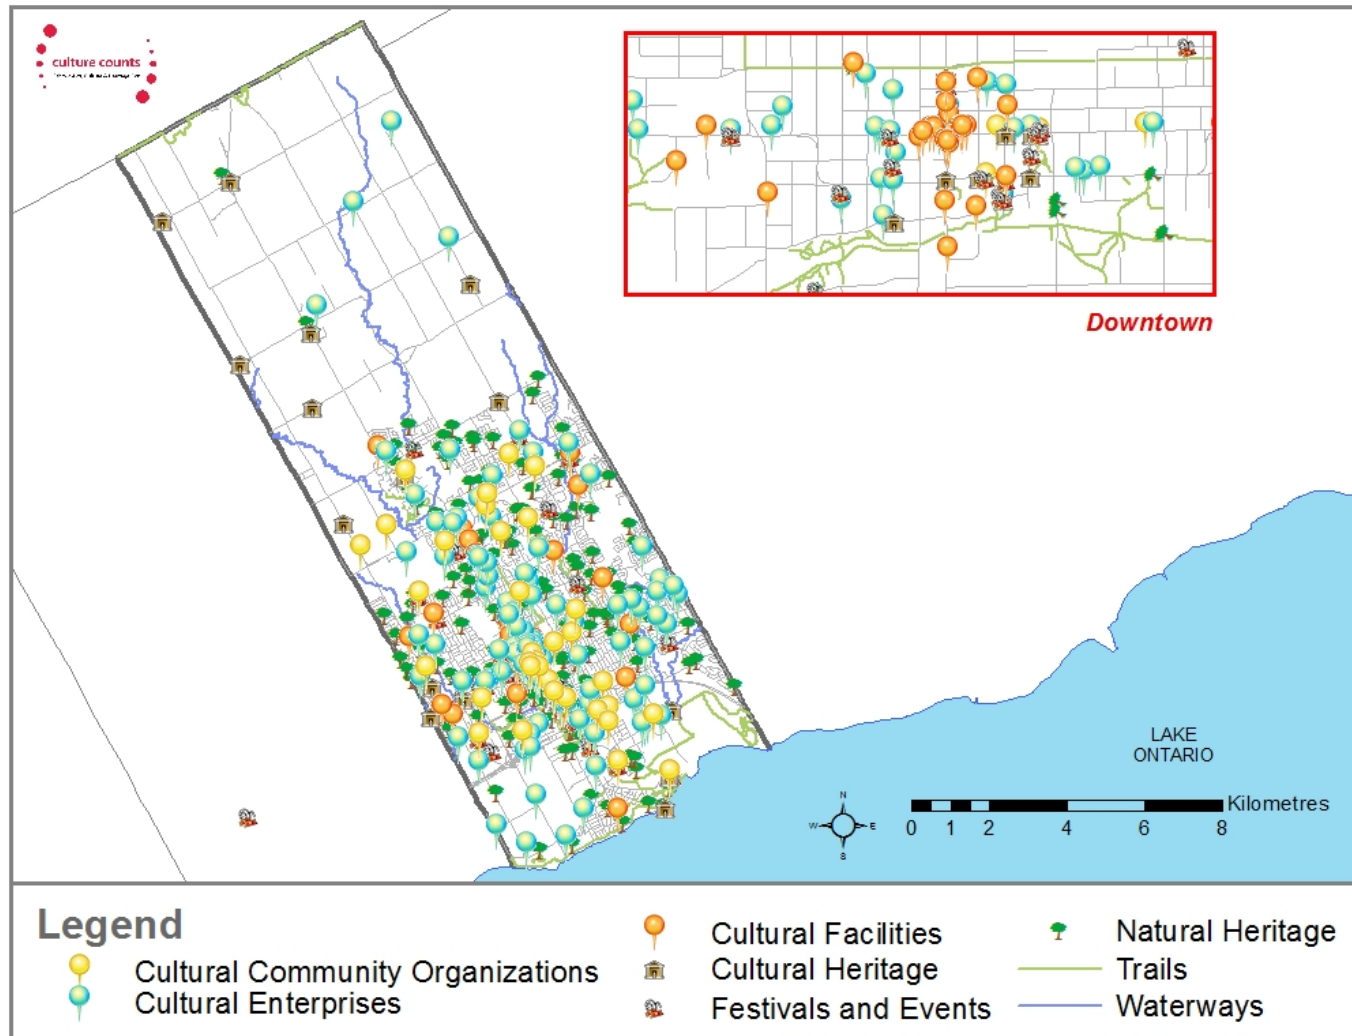 culture counts
Downtown
LAKE
ONTARIO
N
W
E
S
Kilometres
0 1 2 4 6 8
Legend
Cultural Community Organizations
Cultural Enterprises
Cultural Facilities
Cultural Heritage
Festivals and Events
Natural Heritage
Trails
Waterways